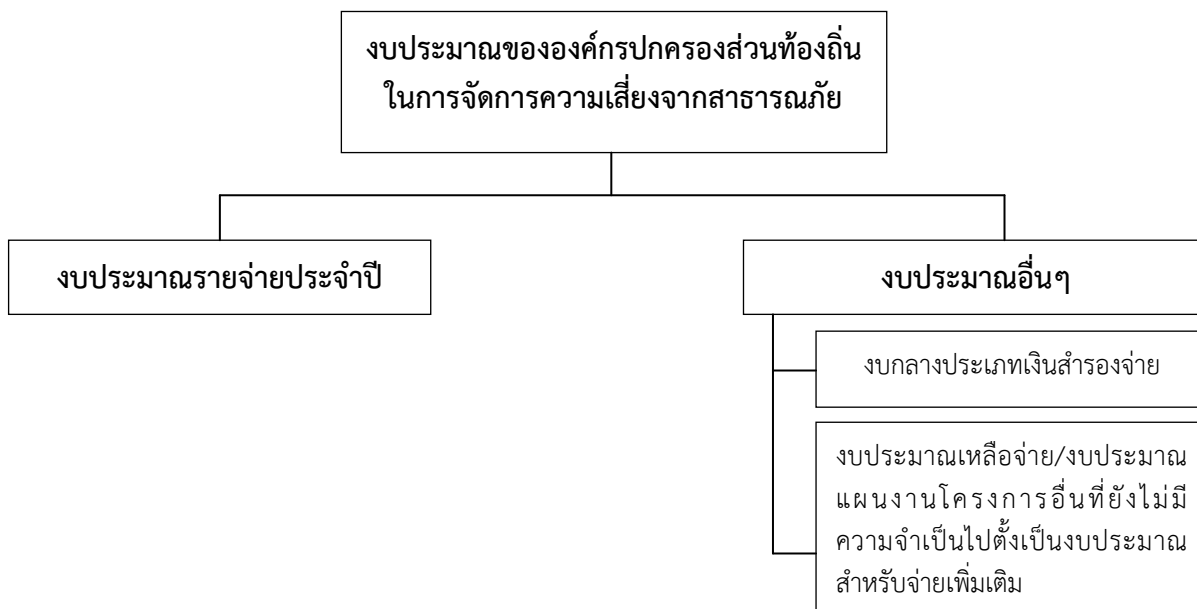 งบประมาณขององค์กรปกครองส่วนท้องถิ่น
ในการจัดการความเสี่ยงจากสาธารณภัย
งบประมาณรายจ่ายประจำปี
งบประมาณอื่นๆ
งบกลางประเภทเงินสำรองจ่าย
งบประมาณเหลือจ่าย/งบประมาณ
แผนงานโครงการอื่นที่ยังไม่มี
ความจำเป็นไปตั้งเป็นงบประมาณ
สำหรับจ่ายเพิ่มเติม